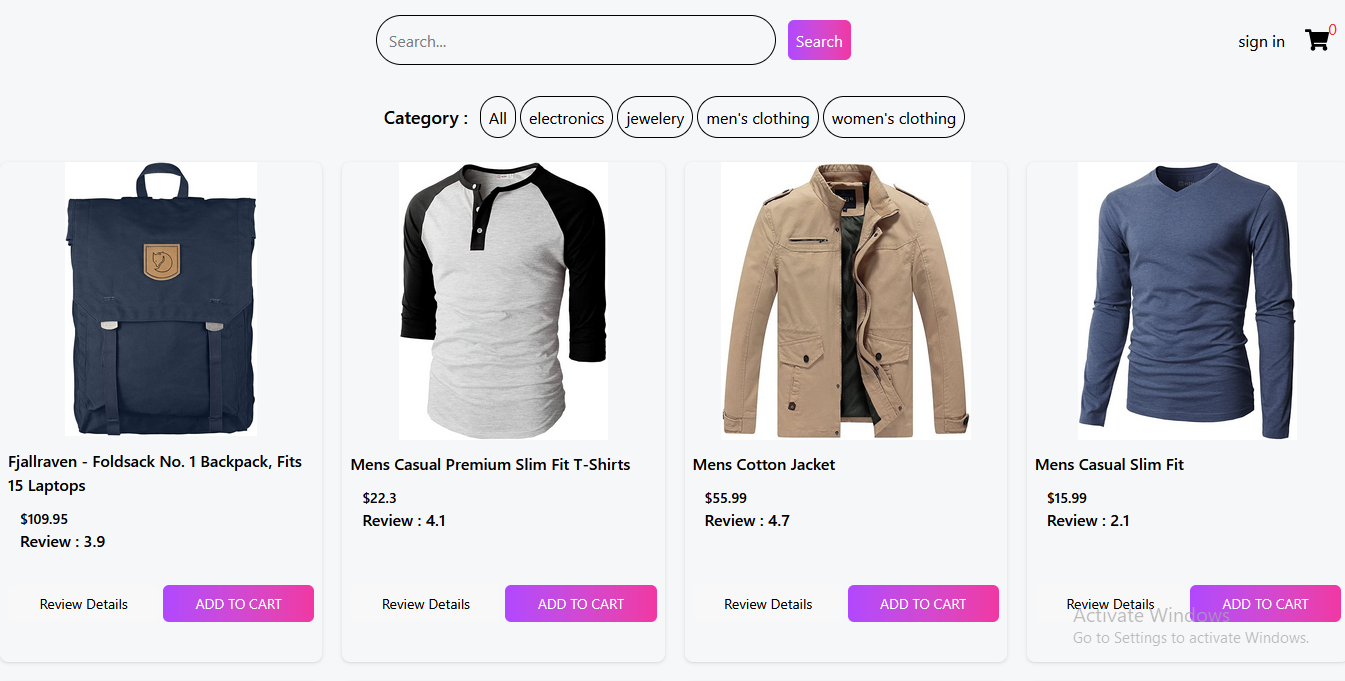 Search...
Search
sign in
0
Category :
All
electronics
jewelery
men's clothing
women's clothing
Fjallraven - Foldsack No. 1 Backpack, Fits
15 Laptops
$109.95
Review : 3.9
Review Details
ADD TO CART
Mens Casual Premium Slim Fit T-Shirts
$22.3
Review : 4.1
Review Details
ADD TO CART
Mens Cotton Jacket
$55.99
Review : 4.7
Review Details
ADD TO CART
Mens Casual Slim Fit
$15.99
Review : 2.1
Review Details
ADD TO CART
Activate Windows
Go to Settings to activate Windows.